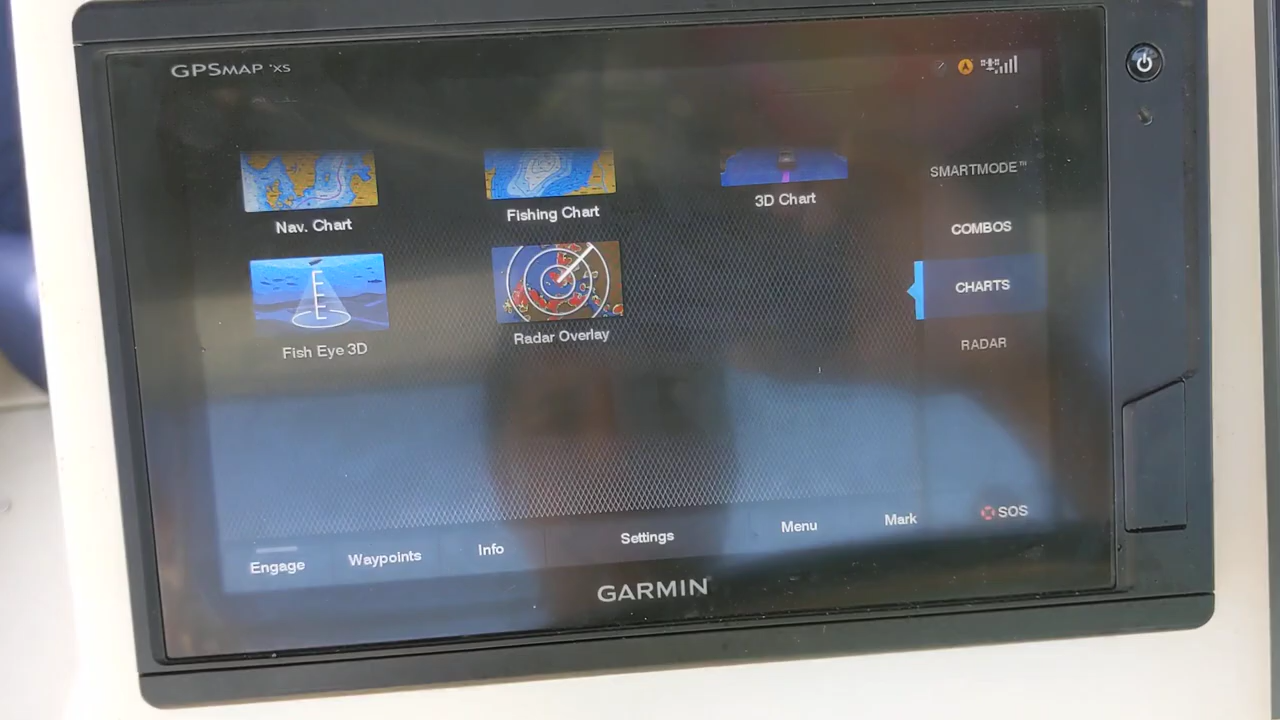 GPSMAP 'XS
SMARTMODE™
Nav. Chart
Fishing Chart
3D Chart
COMBOS
CHARTS
Fish Eye 3D
Radar Overlay
RADAR
Engage
Waypoints
Info
Settings
Menu
Mark
SOS
GARMIN